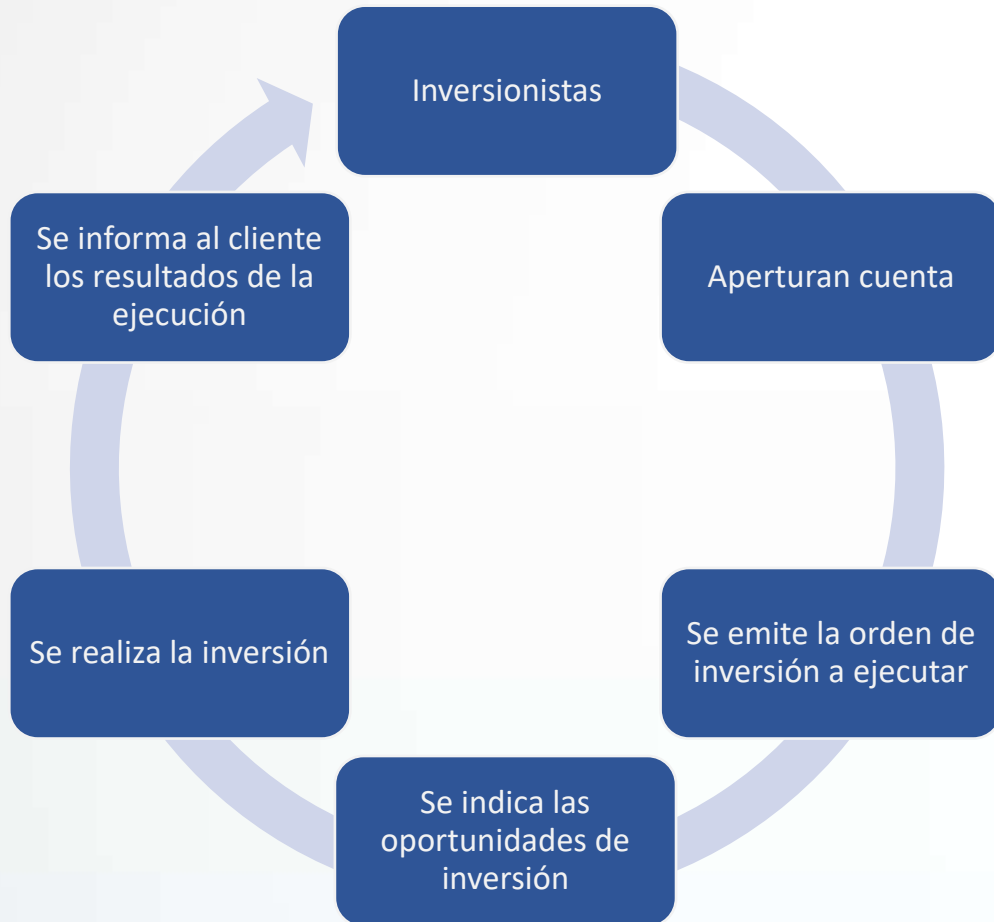 Inversionistas
Aperturan cuenta
Se emite la orden de
inversión a ejecutar
Se indica las
oportunidades de
inversión
Se realiza la inversión
Se informa al cliente
los resultados de la
ejecución